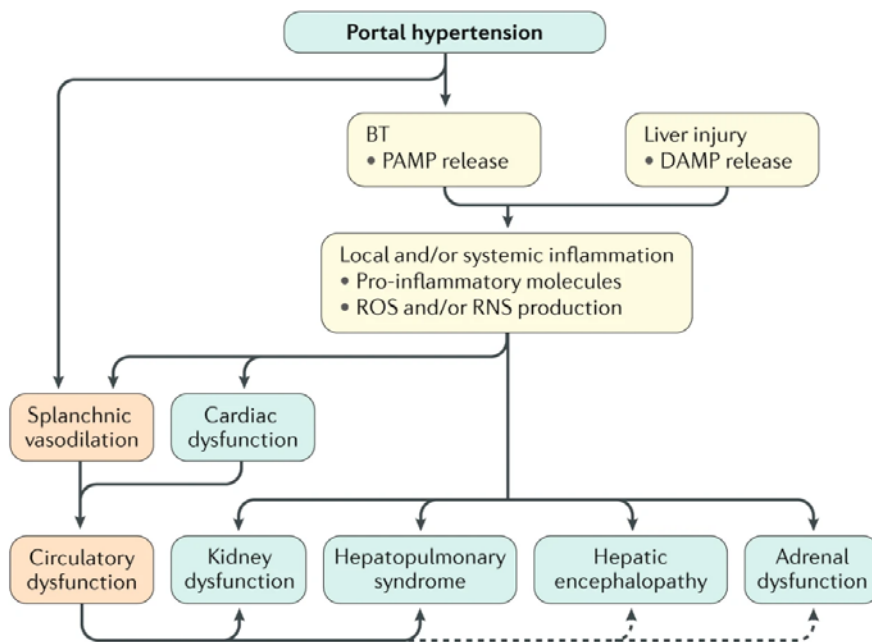 Portal hypertension
BT
• PAMP release
Liver injury
• DAMP release
Local and/or systemic inflammation
• Pro-inflammatory molecules
• ROS and/or RNS production
Splanchnic
vasodilation
Cardiac
dysfunction
Circulatory
dysfunction
Kidney
dysfunction
Hepatopulmonary
syndrome
Hepatic
encephalopathy
Adrenal
dysfunction